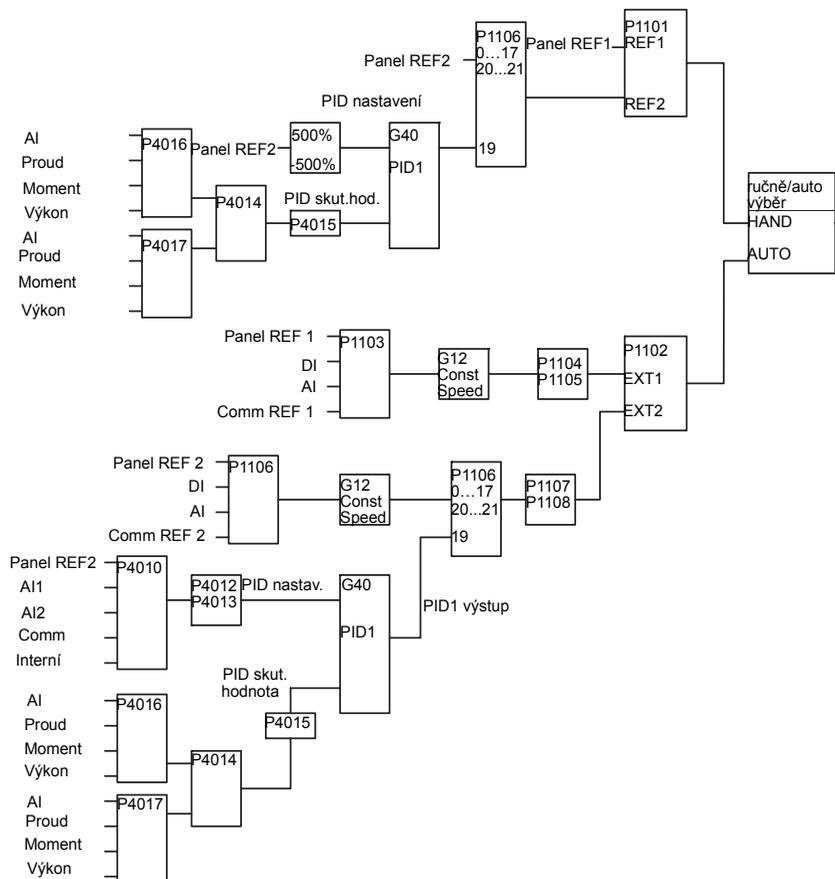 P1106
0...17
20...21
19
Panel REF2
Panel REF1
P1101
REF1
REF2
PID nastavení
AI
Proud
Moment
Výkon
P4016
Panel REF2
500%
-500%
G40
PID1
P4014
PID skut.hod.
P4015
AI
Proud
Moment
Výkon
P4017
ručně/auto
výběr
HAND
AUTO
Panel REF 1
DI
AI
Comm REF 1
P1103
G12
Const
Speed
P1104
P1105
P1102
EXT1
EXT2
Panel REF 2
DI
AI
Comm REF 2
P1106
G12
Const
Speed
P1106
0...17
20...21
19
P1107
P1108
Panel REF2
AI1
AI2
Comm
Interní
P4010
P4012
P4013
PID nastav.
G40
PID1
PID1 výstup
PID skut.
hodnota
P4015
AI
Proud
Moment
Výkon
P4016
P4014
AI
Proud
Moment
Výkon
P4017